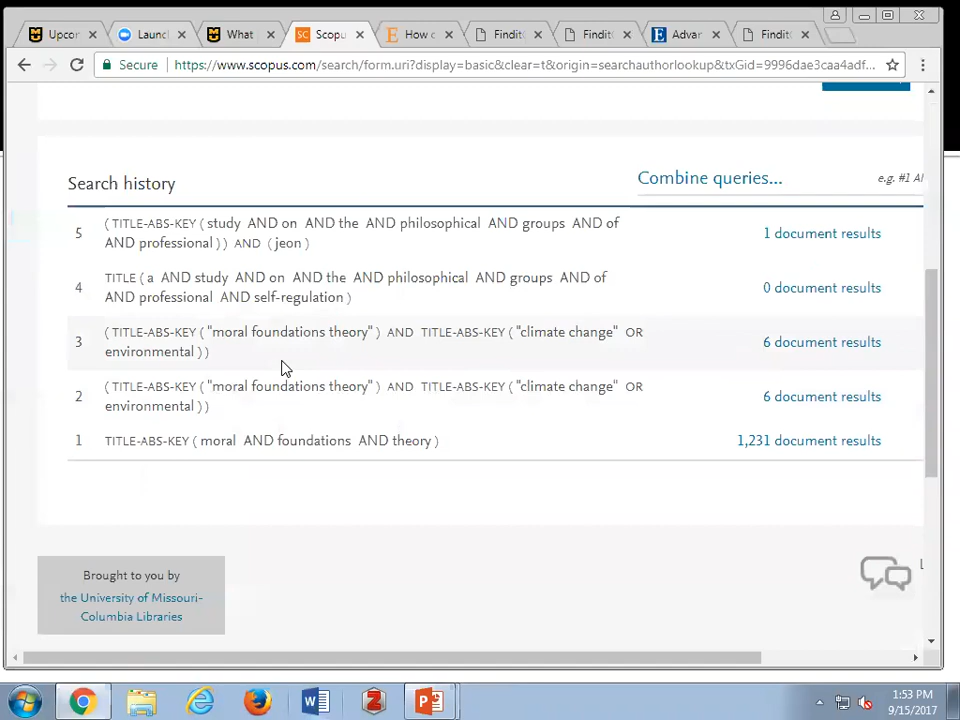 Upcon
Launc
What
SC Scopu
How c
Findit(
Findit(
Advar
Findit(
Secure https://www.scopus.com/search/form.uri?display=basic&clear=t&origin=searchauthorlookup&txGid=9996dae3caa4adf...
Search history
Combine queries...
e.g. #1 AI
5
( TITLE-ABS-KEY ( study AND on AND the AND philosophical AND groups AND of
AND professional ) ) AND ( jeon )
1 document results
4
TITLE ( a AND study AND on AND the AND philosophical AND groups AND of
AND professional AND self-regulation )
0 document results
3
( TITLE-ABS-KEY ( "moral foundations theory" ) AND TITLE-ABS-KEY ( "climate change" OR
environmental ) )
6 document results
2
( TITLE-ABS-KEY ( "moral foundations theory" ) AND TITLE-ABS-KEY ( "climate change" OR
environmental ) )
6 document results
1
TITLE-ABS-KEY ( moral AND foundations AND theory )
1,231 document results
Brought to you by
the University of Missouri-
Columbia Libraries
1:53 PM
9/15/2017